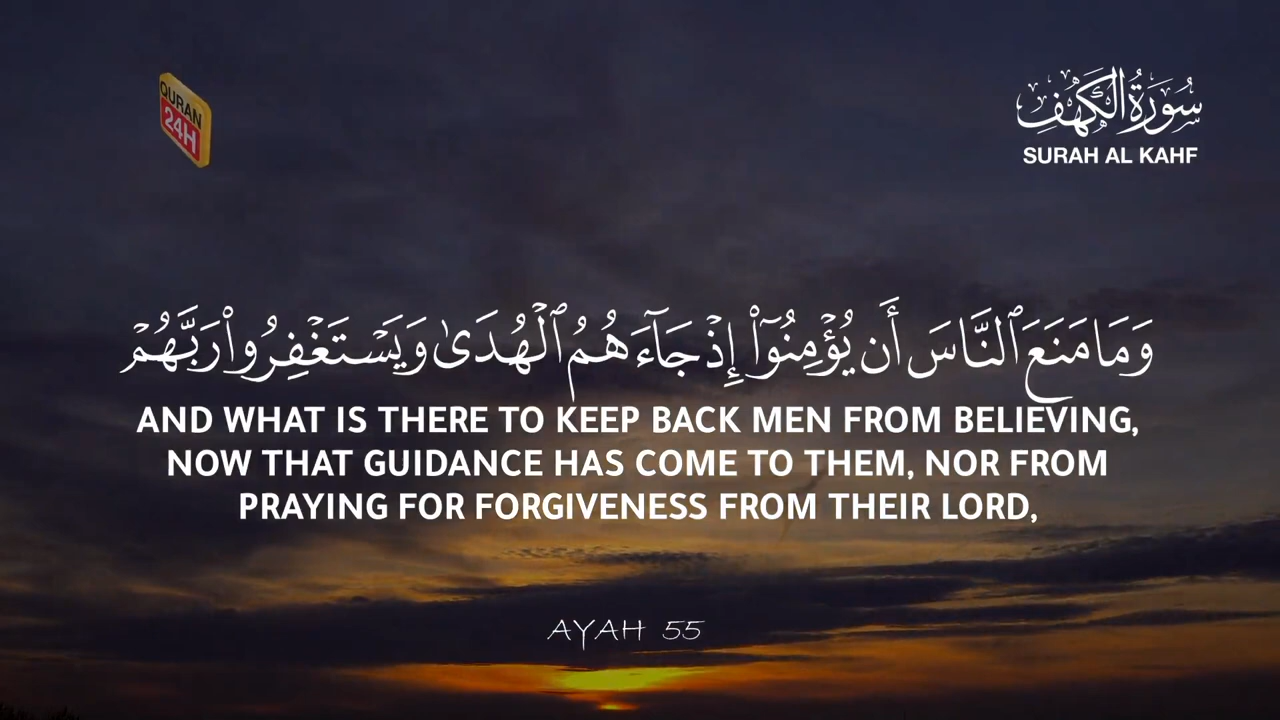 QURAN
24H
سُورَةُ الكَهْفِ
SURAH AL KAHF
وَمَا مَنَعَ ٱلنَّاسَ أَن يُؤْمِنُوٓا۟ إِذْ جَآءَهُمُ ٱلْهُدَىٰ وَيَسْتَغْفِرُوا۟ رَبَّهُمْ
AND WHAT IS THERE TO KEEP BACK MEN FROM BELIEVING,
NOW THAT GUIDANCE HAS COME TO THEM, NOR FROM
PRAYING FOR FORGIVENESS FROM THEIR LORD,
AYAH 55